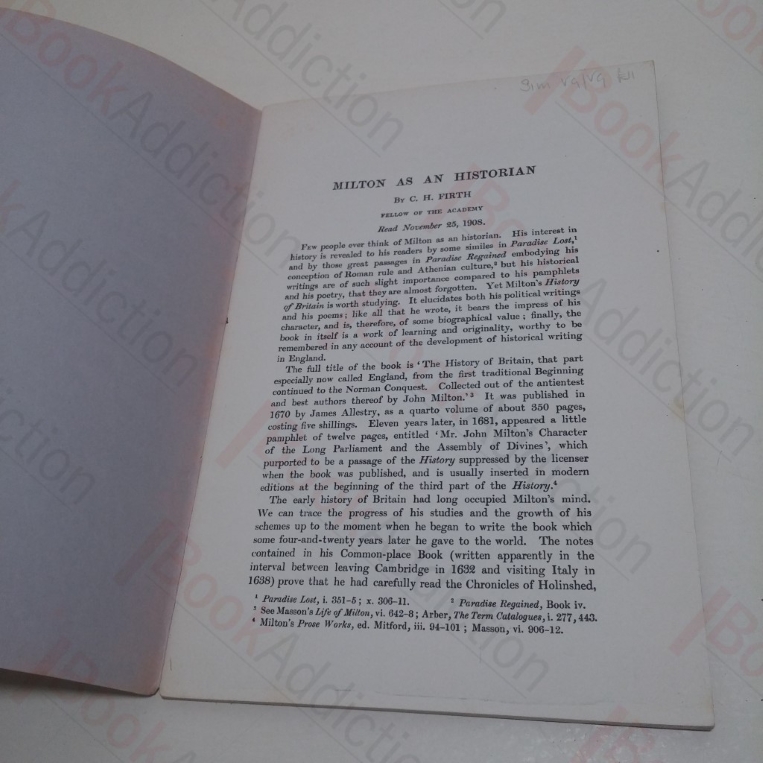 MILTON AS AN HISTORIAN
BY C. H. FIRTH
FELLOW OF THE ACADEMY
Read November 25, 1908.
FEW people ever think of Milton as an historian. His interest in
history is revealed to his readers by some similes in Paradise Lost,¹
and by those great passages in Paradise Regained embodying his
conception of Roman rule and Athenian culture,² but his historical
writings are of such slight importance compared to his pamphlets
and his poetry, that they are almost forgotten. Yet Milton's History
of Britain is worth studying. It elucidates both his political writings
and his poems; like all that he wrote, it bears the impress of his
character, and is, therefore, of some biographical value; finally, the
book in itself is a work of learning and originality, worthy to be
remembered in any account of the development of historical writing
in England.
The full title of the book is 'The History of Britain, that part
especially now called England, from the first traditional Beginning
continued to the Norman Conquest. Collected out of the antientest
and best authors thereof by John Milton.'³ It was published in
1670 by James Allestry, as a quarto volume of about 350 pages,
costing five shillings. Eleven years later, in 1681, appeared a little
pamphlet of twelve pages, entitled 'Mr. John Milton's Character
of the Long Parliament and the Assembly of Divines', which
purported to be a passage of the History suppressed by the licenser
when the book was published, and is usually inserted in modern
editions at the beginning of the third part of the History.⁴
The early history of Britain had long occupied Milton's mind.
We can trace the progress of his studies and the growth of his
schemes up to the moment when he began to write the book which
some four-and-twenty years later he gave to the world. The notes
contained in his Common-place Book (written apparently in the
interval between leaving Cambridge in 1632 and visiting Italy in
1638) prove that he had carefully read the Chronicles of Holinshed,
¹ Paradise Lost, i. 351-5; x. 306-11. ² Paradise Regained, Book iv.
³ See Masson's Life of Milton, vi. 642-8; Arber, The Term Catalogues, i. 277, 443.
⁴ Milton's Prose Works, ed. Mitford, iii. 94-101; Masson, vi. 906-12.
BookAddiction